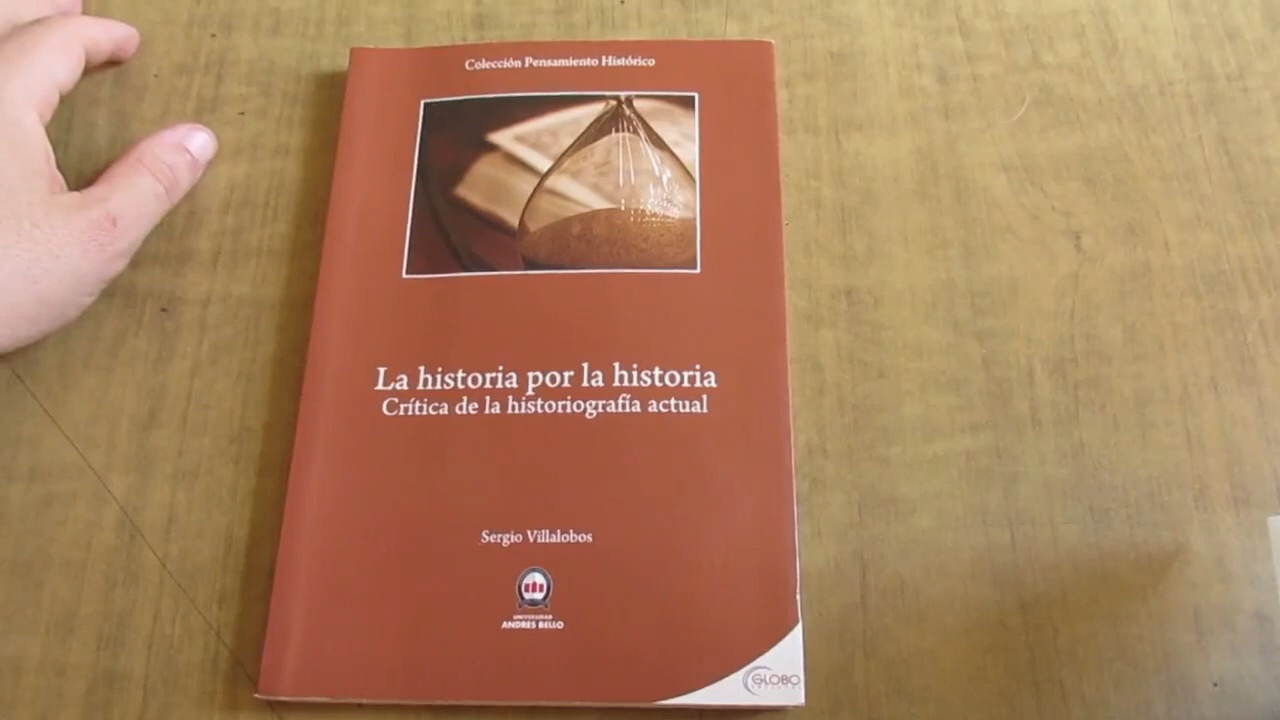 Colección Pensamiento Histórico
La historia por la historia
Crítica de la historiografía actual
Sergio Villalobos
UNIVERSIDAD
ANDRES BELLO
GLOBO